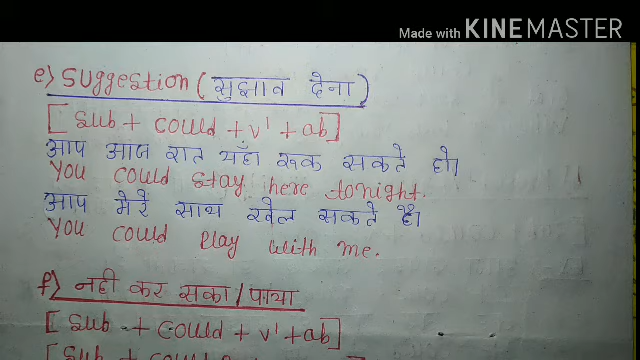 Made with KINEMASTER
e) Suggestion (सुझाव देना)
[Sub + could + v¹ + ob]
आप आज रात यहाँ रूक सकते हो।
You could stay here tonight.
आप मेरे साथ खेल सकते है।
You could Play with me.
f) नही कर सका/पाया
[Sub + could + v¹ + ob]